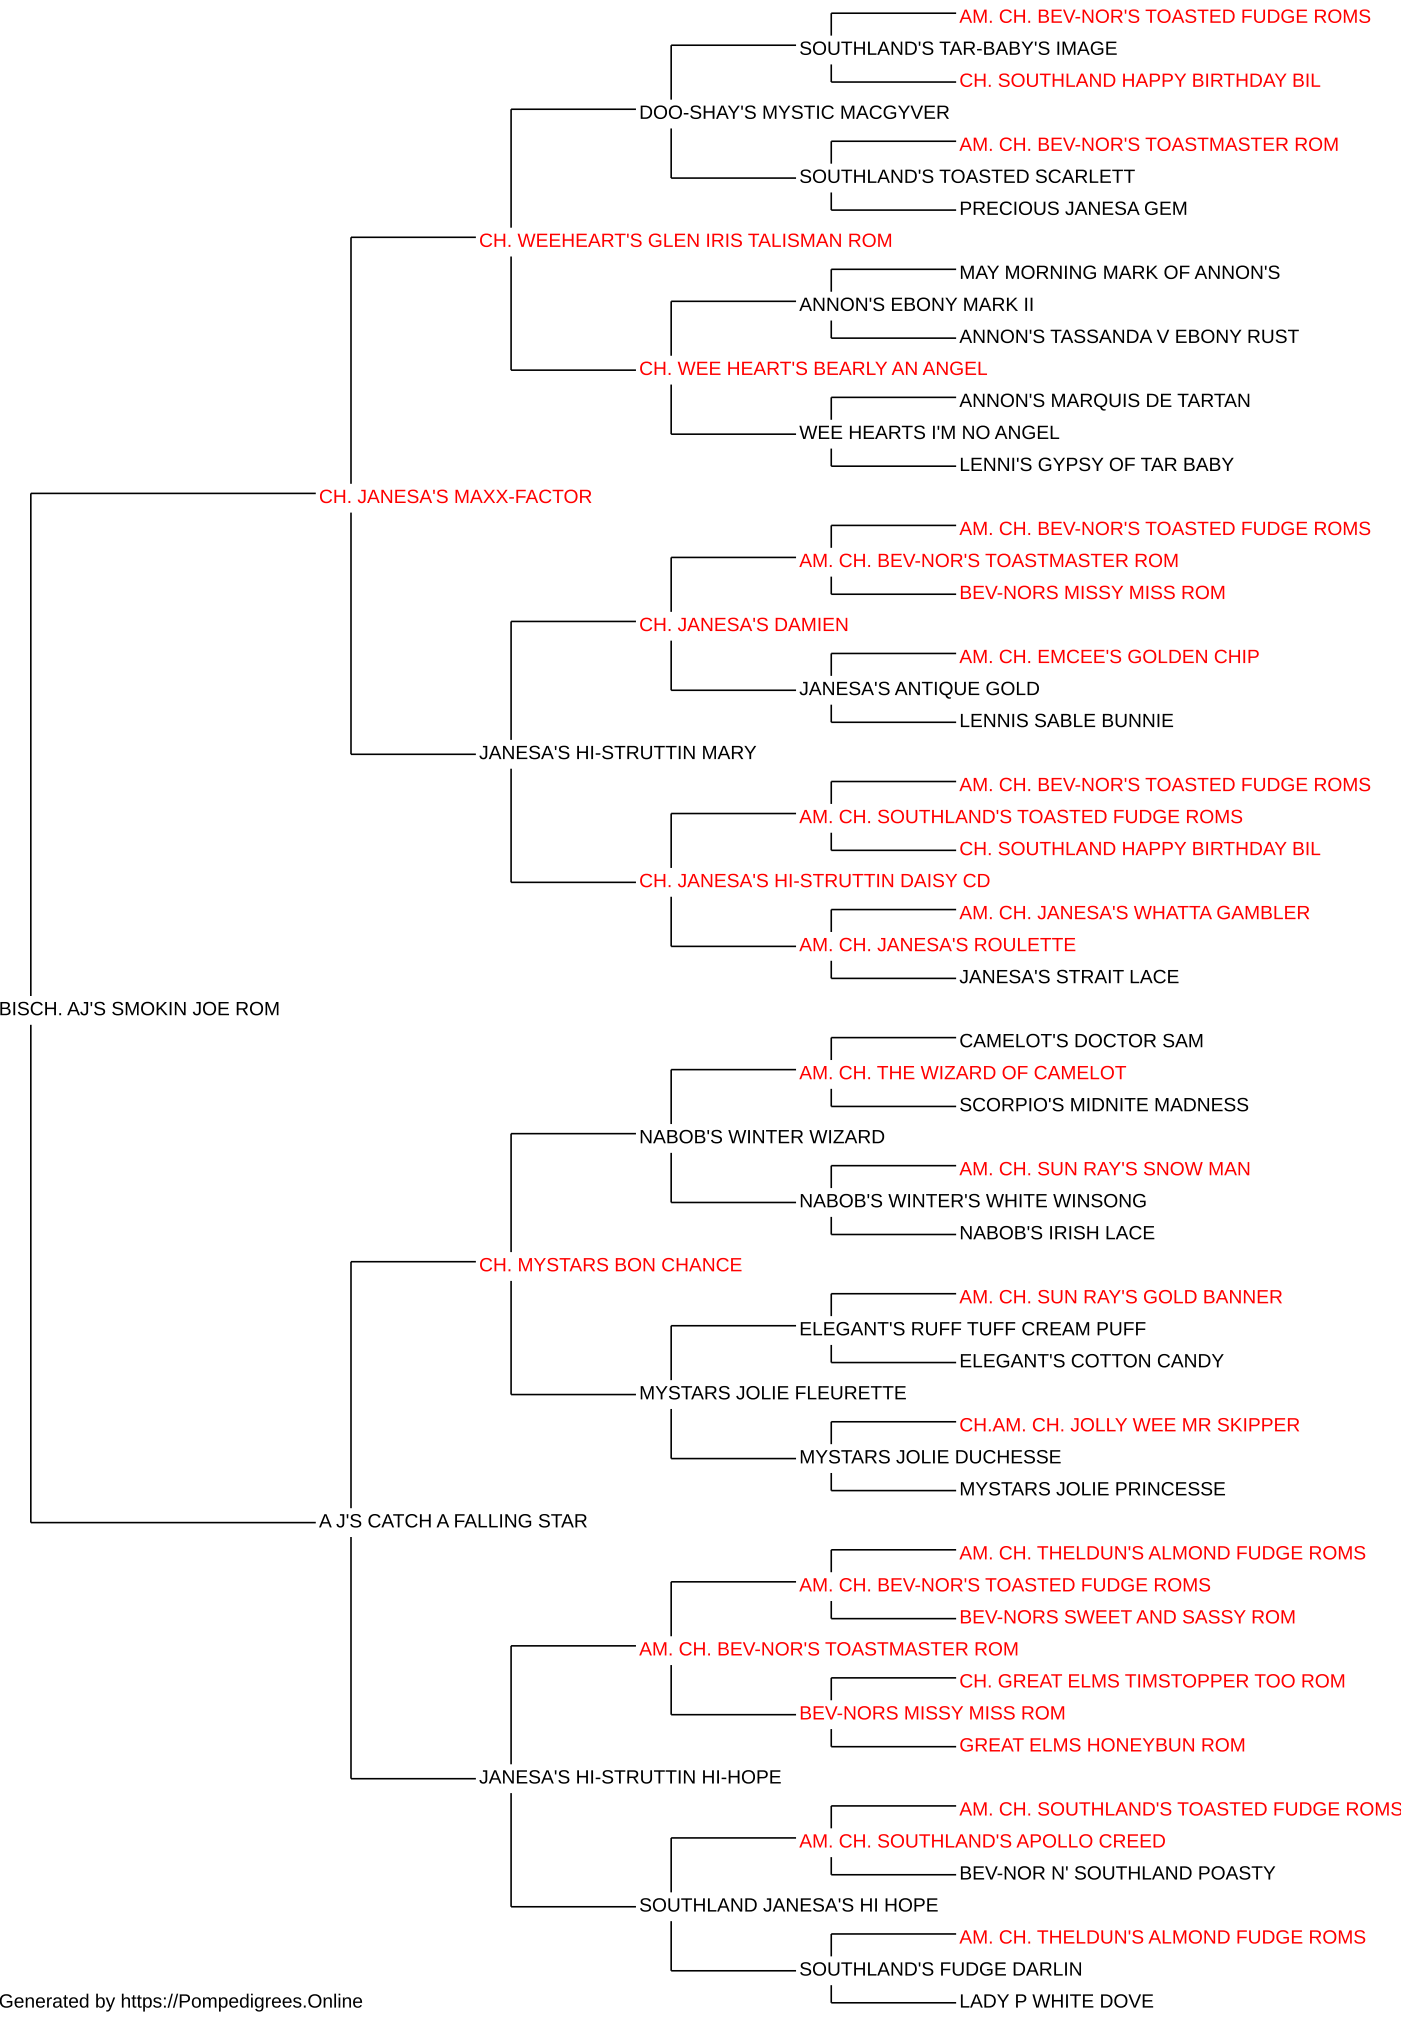 AM. CH. BEV-NOR'S TOASTED FUDGE ROMS
SOUTHLAND'S TAR-BABY'S IMAGE
CH. SOUTHLAND HAPPY BIRTHDAY BIL
DOO-SHAY'S MYSTIC MACGYVER
AM. CH. BEV-NOR'S TOASTMASTER ROM
SOUTHLAND'S TOASTED SCARLETT
PRECIOUS JANESA GEM
CH. WEEHEART'S GLEN IRIS TALISMAN ROM
MAY MORNING MARK OF ANNON'S
ANNON'S EBONY MARK II
ANNON'S TASSANDA V EBONY RUST
CH. WEE HEART'S BEARLY AN ANGEL
ANNON'S MARQUIS DE TARTAN
WEE HEARTS I'M NO ANGEL
LENNI'S GYPSY OF TAR BABY
CH. JANESA'S MAXX-FACTOR
AM. CH. BEV-NOR'S TOASTED FUDGE ROMS
AM. CH. BEV-NOR'S TOASTMASTER ROM
BEV-NORS MISSY MISS ROM
CH. JANESA'S DAMIEN
AM. CH. EMCEE'S GOLDEN CHIP
JANESA'S ANTIQUE GOLD
LENNIS SABLE BUNNIE
JANESA'S HI-STRUTTIN MARY
AM. CH. BEV-NOR'S TOASTED FUDGE ROMS
AM. CH. SOUTHLAND'S TOASTED FUDGE ROMS
CH. SOUTHLAND HAPPY BIRTHDAY BIL
CH. JANESA'S HI-STRUTTIN DAISY CD
AM. CH. JANESA'S WHATTA GAMBLER
AM. CH. JANESA'S ROULETTE
JANESA'S STRAIT LACE
BISCH. AJ'S SMOKIN JOE ROM
CAMELOT'S DOCTOR SAM
AM. CH. THE WIZARD OF CAMELOT
SCORPIO'S MIDNITE MADNESS
NABOB'S WINTER WIZARD
AM. CH. SUN RAY'S SNOW MAN
NABOB'S WINTER'S WHITE WINSONG
NABOB'S IRISH LACE
CH. MYSTARS BON CHANCE
AM. CH. SUN RAY'S GOLD BANNER
ELEGANT'S RUFF TUFF CREAM PUFF
ELEGANT'S COTTON CANDY
MYSTARS JOLIE FLEURETTE
CH.AM. CH. JOLLY WEE MR SKIPPER
MYSTARS JOLIE DUCHESSE
MYSTARS JOLIE PRINCESSE
A J'S CATCH A FALLING STAR
AM. CH. THELDUN'S ALMOND FUDGE ROMS
AM. CH. BEV-NOR'S TOASTED FUDGE ROMS
BEV-NORS SWEET AND SASSY ROM
AM. CH. BEV-NOR'S TOASTMASTER ROM
CH. GREAT ELMS TIMSTOPPER TOO ROM
BEV-NORS MISSY MISS ROM
GREAT ELMS HONEYBUN ROM
JANESA'S HI-STRUTTIN HI-HOPE
AM. CH. SOUTHLAND'S TOASTED FUDGE ROMS
AM. CH. SOUTHLAND'S APOLLO CREED
BEV-NOR N' SOUTHLAND POASTY
SOUTHLAND JANESA'S HI HOPE
AM. CH. THELDUN'S ALMOND FUDGE ROMS
SOUTHLAND'S FUDGE DARLIN
LADY P WHITE DOVE
Generated by https://Pompedigrees.Online